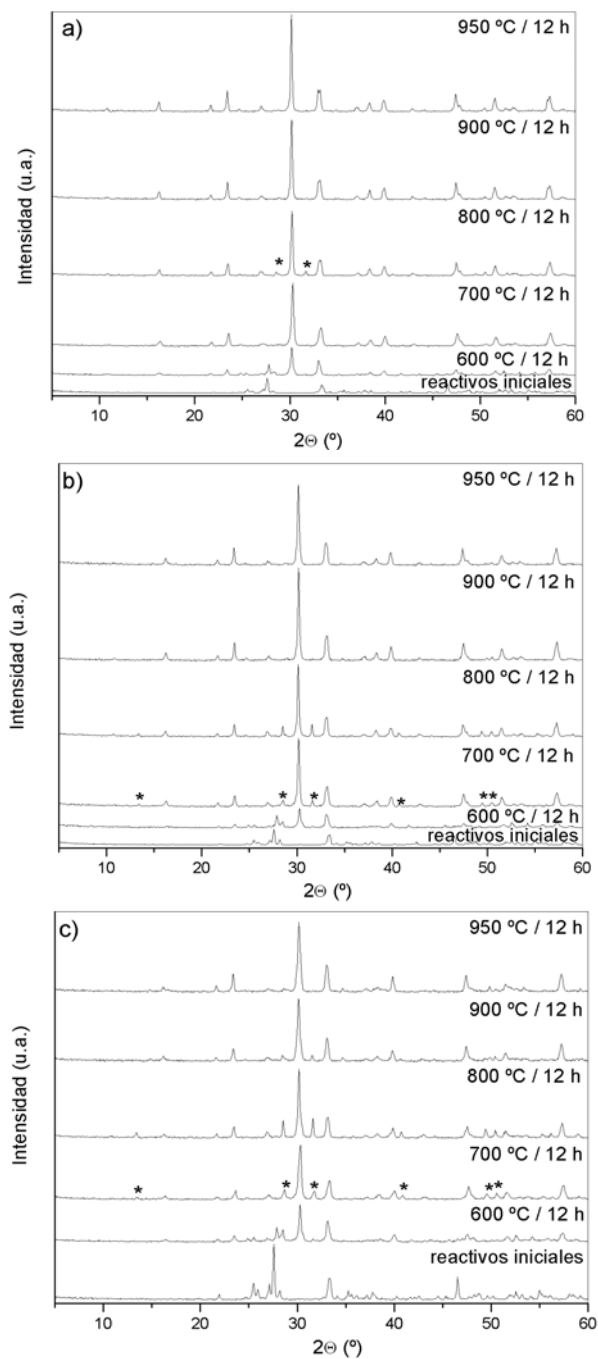 a)
950 ºC / 12 h
900 ºC / 12 h
800 ºC / 12 h
* *
700 ºC / 12 h
600 ºC / 12 h
reactivos iniciales
Intensidad (u.a.)
10 20 30 40 50 60
2Θ (º)
b)
950 ºC / 12 h
900 ºC / 12 h
800 ºC / 12 h
700 ºC / 12 h
* * * * * *
600 ºC / 12 h
reactivos iniciales
Intensidad (u.a.)
10 20 30 40 50 60
2Θ (º)
c)
950 ºC / 12 h
900 ºC / 12 h
800 ºC / 12 h
700 ºC / 12 h
* * * * * *
600 ºC / 12 h
reactivos iniciales
Intensidad (u.a.)
10 20 30 40 50 60
2Θ (º)